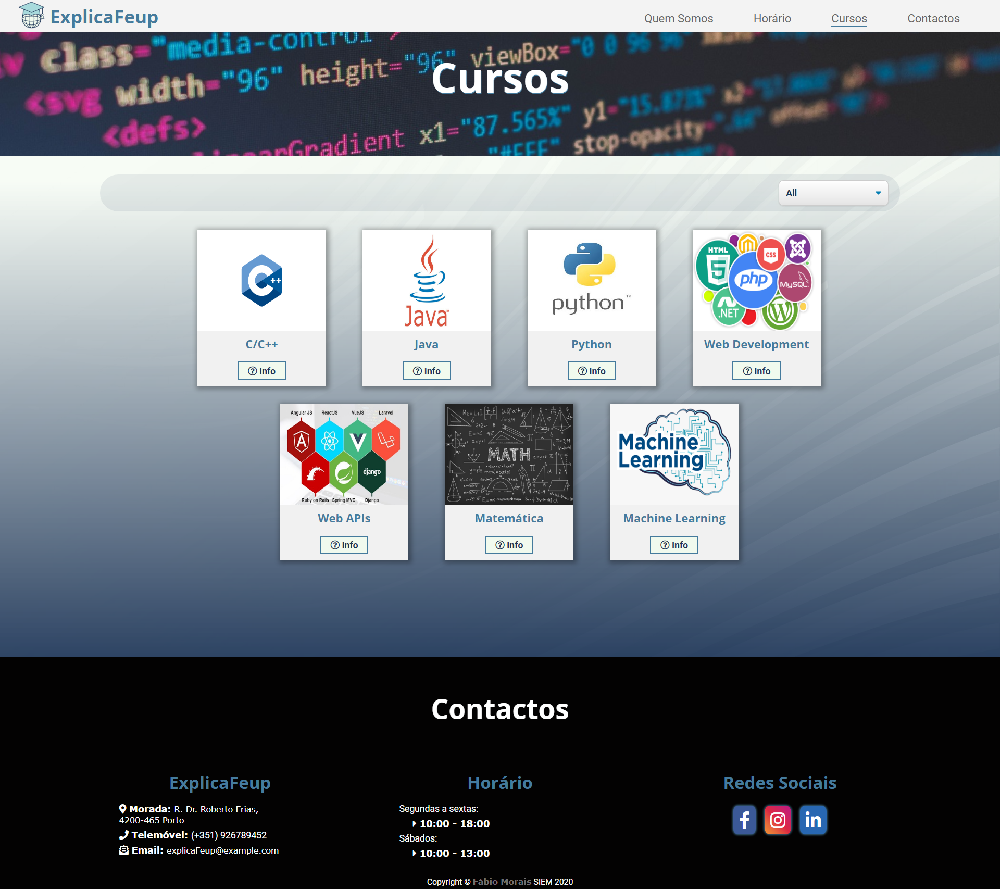 ExplicaFeup
Quem Somos
Horário
Cursos
Contactos
class="media-control"
<svg width="96" height="96" viewBox="0 0 96 96"
<defs>
x1="87.565%" y1="15.873%"
"#FFF" stop-opacity=
Cursos
All
C/C++
Info
Java
Java
Info
python
Python
Info
HTML
CSS
php
MySQL
.NET
Web Development
Info
Angular JS
ReactJS
VueJS
Laravel
django
Ruby on Rails
Spring MVC
Django
Web APIs
Info
MATH
Matemática
Info
Machine
Learning
Machine Learning
Info
Contactos
ExplicaFeup
Morada: R. Dr. Roberto Frias,
4200-465 Porto
Telemóvel: (+351) 926789452
Email: explicaFeup@example.com
Horário
Segundas a sextas:
10:00 - 18:00
Sábados:
10:00 - 13:00
Redes Sociais
Copyright © Fábio Morais SIEM 2020